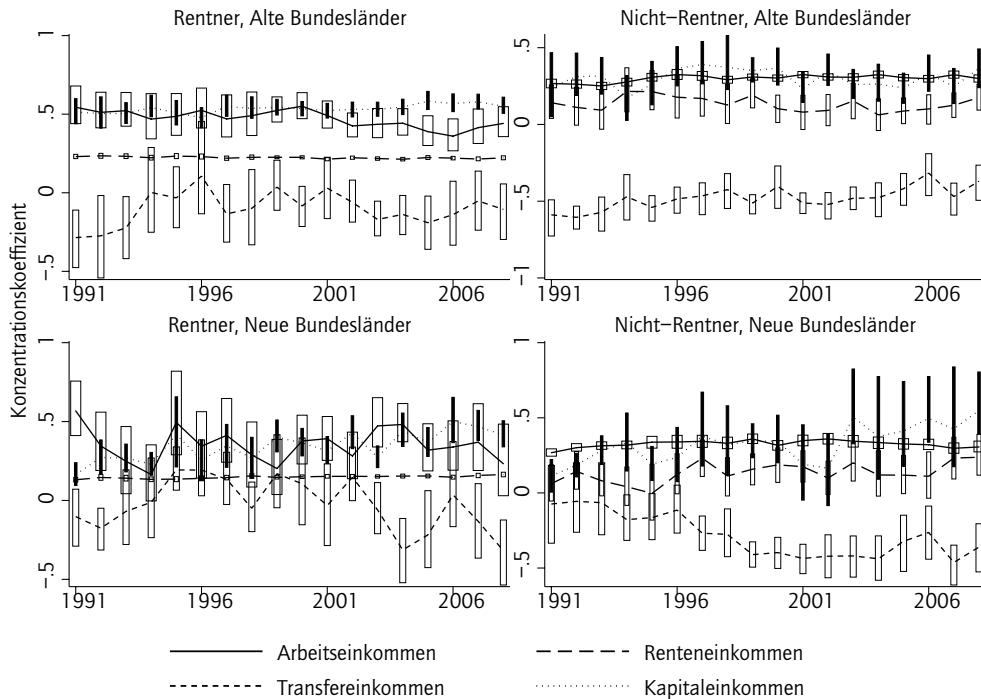 Rentner, Alte Bundesländer
Nicht–Rentner, Alte Bundesländer
Konzentrationskoeffizient
1
.5
0
–.5
1991 1996 2001 2006
.5
0
–.5
–1
1991 1996 2001 2006
Rentner, Neue Bundesländer
Nicht–Rentner, Neue Bundesländer
1
.5
0
–.5
1991 1996 2001 2006
1
.5
0
–.5
1991 1996 2001 2006
Arbeitseinkommen
Renteneinkommen
Transfereinkommen
Kapitaleinkommen